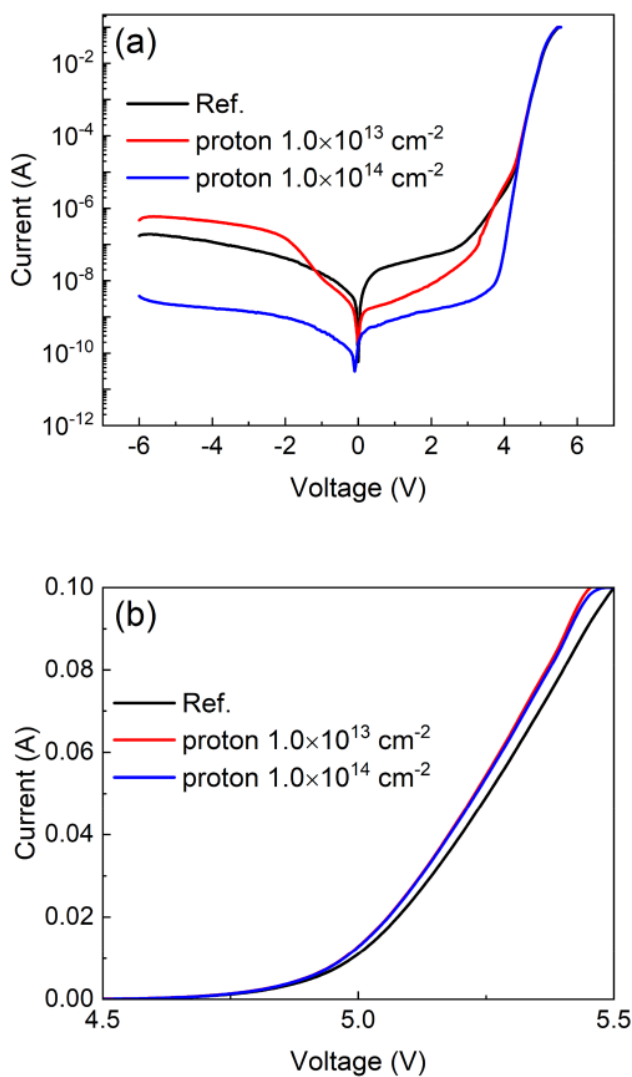 (a)
Ref.
proton 1.0×10¹³ cm⁻²
proton 1.0×10¹⁴ cm⁻²
Current (A)
10⁻²
10⁻⁴
10⁻⁶
10⁻⁸
10⁻¹⁰
10⁻¹²
-6 -4 -2 0 2 4 6
Voltage (V)
(b)
Ref.
proton 1.0×10¹³ cm⁻²
proton 1.0×10¹⁴ cm⁻²
Current (A)
0.10
0.08
0.06
0.04
0.02
0.00
4.5 5.0 5.5
Voltage (V)